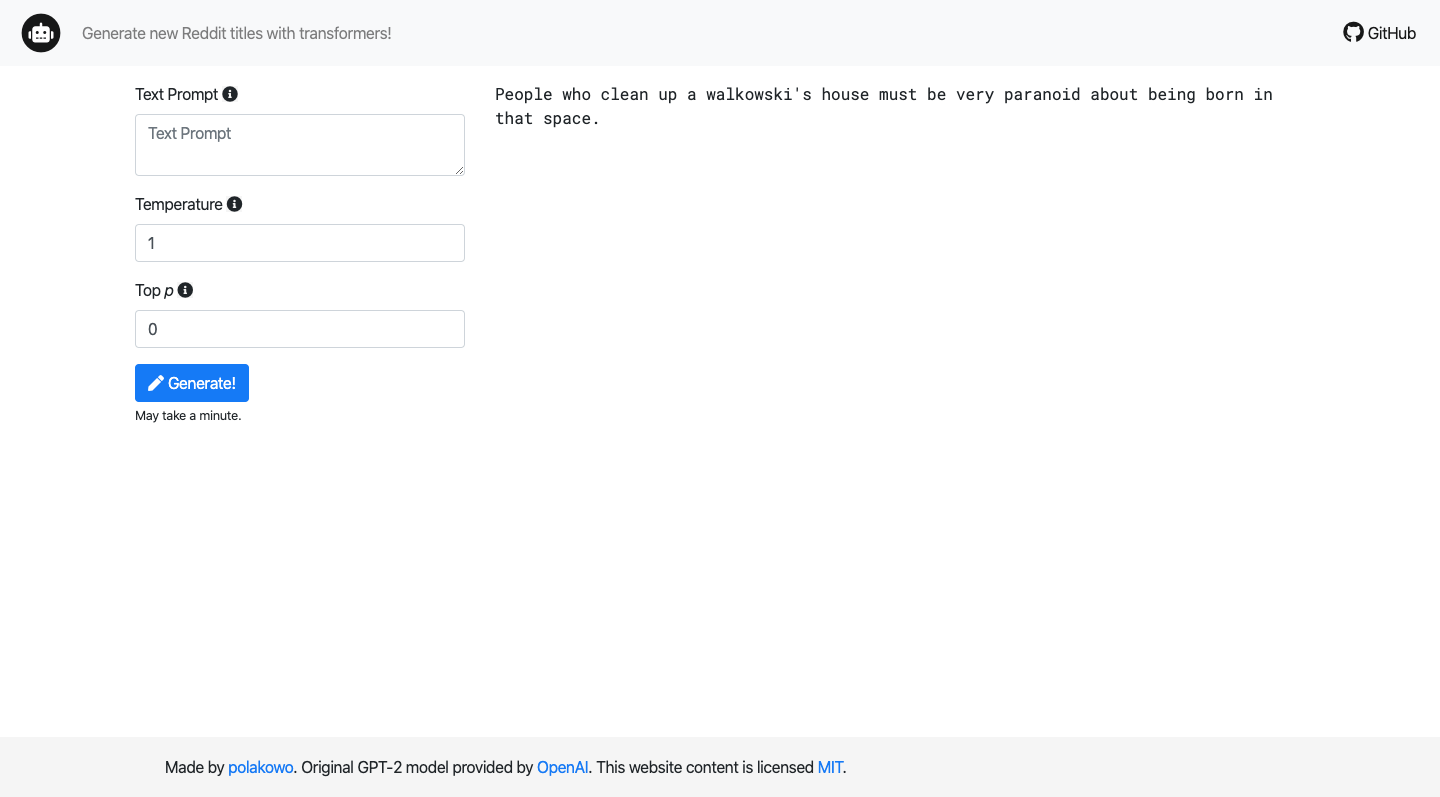 Generate new Reddit titles with transformers!
GitHub
Text Prompt
Text Prompt
Temperature
1
Top p
0
Generate!
May take a minute.
People who clean up a walkowski's house must be very paranoid about being born in
that space.
Made by polakowo. Original GPT-2 model provided by OpenAI. This website content is licensed MIT.